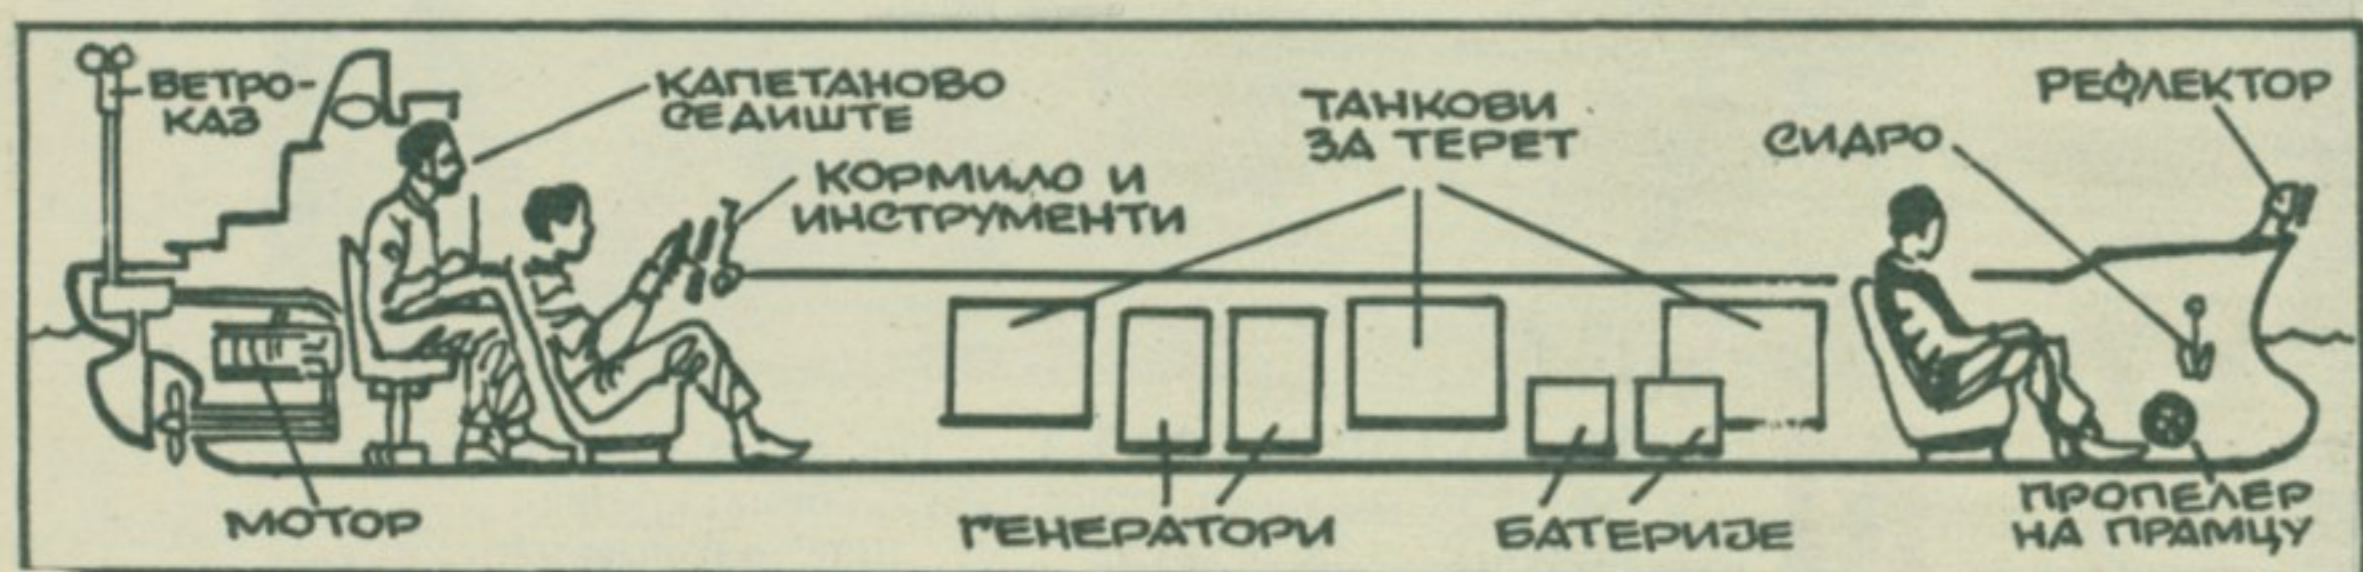 ВЕТРО-
КАЗ
КАПЕТАНОВО
СЕДИШТЕ
КОРМИЛО И
ИНСТРУМЕНТИ
ТАНКОВИ
ЗА ТЕРЕТ
СИДРО
РЕФЛЕКТОР
МОТОР
ГЕНЕРАТОРИ
БАТЕРИЈЕ
ПРОПЕЛЕР
НА ПРАМЦУ